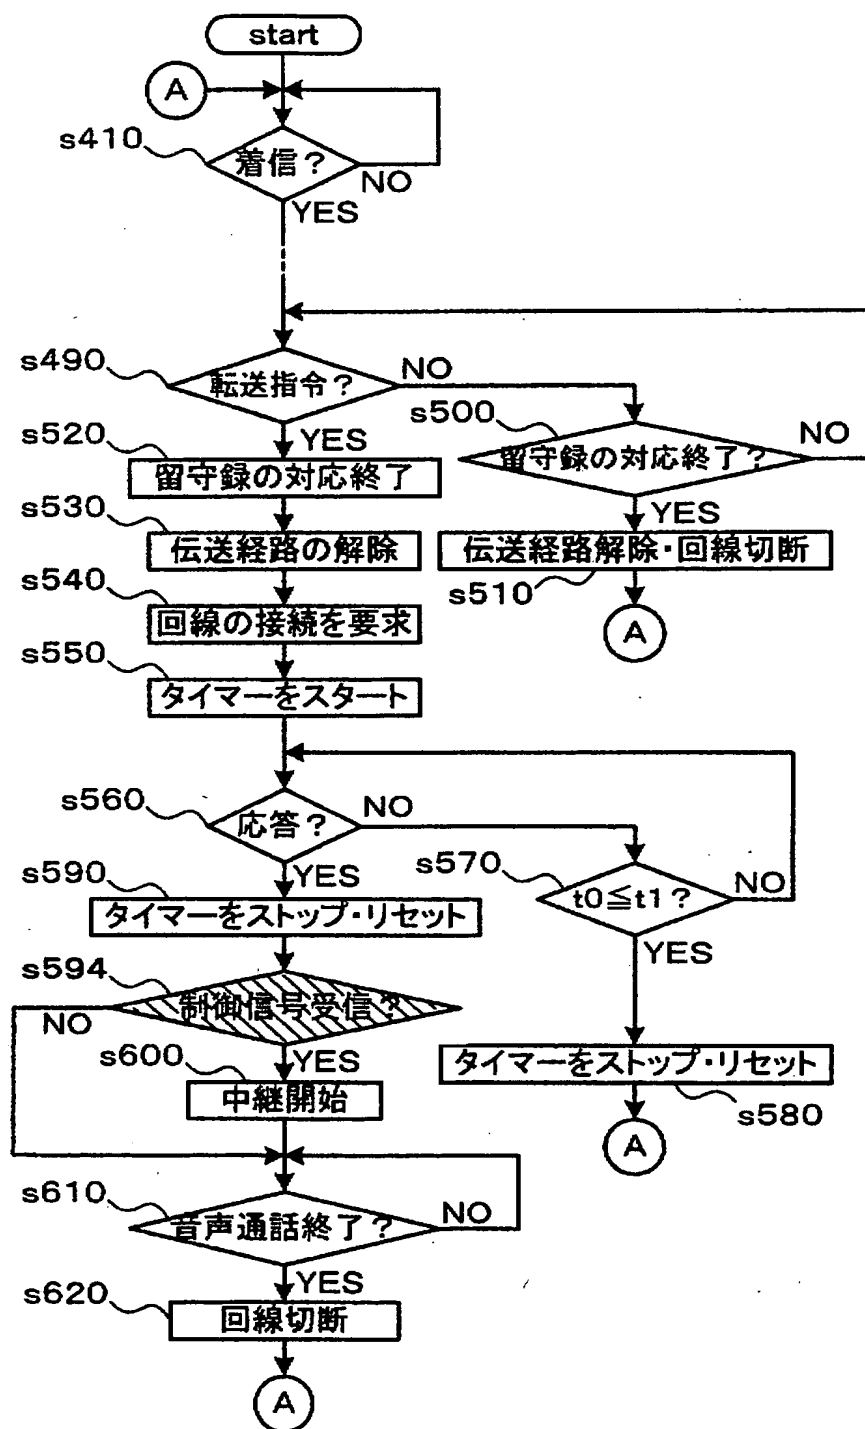 start
A
s410
着信？
NO
YES
s490
転送指令？
NO
YES
s500
留守録の対応終了？
NO
YES
s520
留守録の対応終了
s530
伝送経路の解除
伝送経路解除・回線切断
s510
A
s540
回線の接続を要求
s550
タイマーをスタート
s560
応答？
NO
YES
s570
t0≦t1？
NO
YES
s590
タイマーをストップ・リセット
s594
制御信号受信？
NO
YES
タイマーをストップ・リセット
s580
A
s600
中継開始
s610
音声通話終了？
NO
YES
s620
回線切断
A